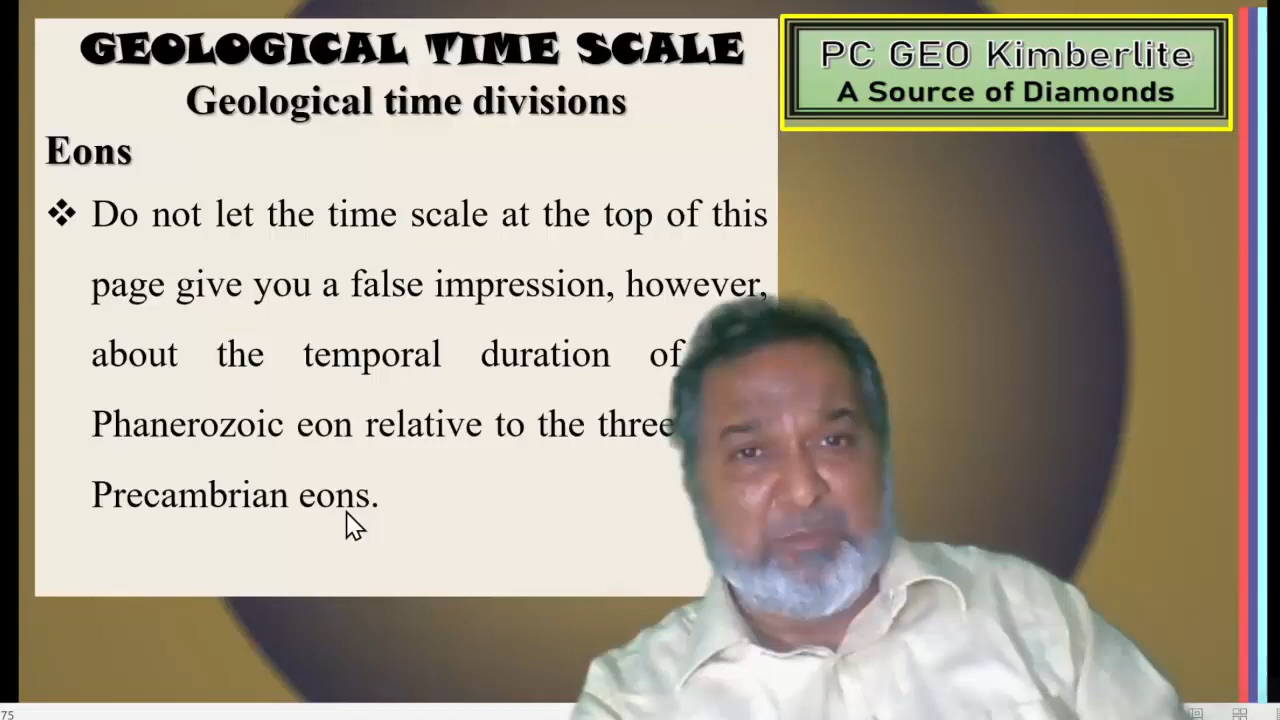 GEOLOGICAL TIME SCALE
Geological time divisions
PC GEO Kimberlite
A Source of Diamonds
Eons
❖ Do not let the time scale at the top of this
page give you a false impression, however,
about the temporal duration of
Phanerozoic eon relative to the three
Precambrian eons.
75